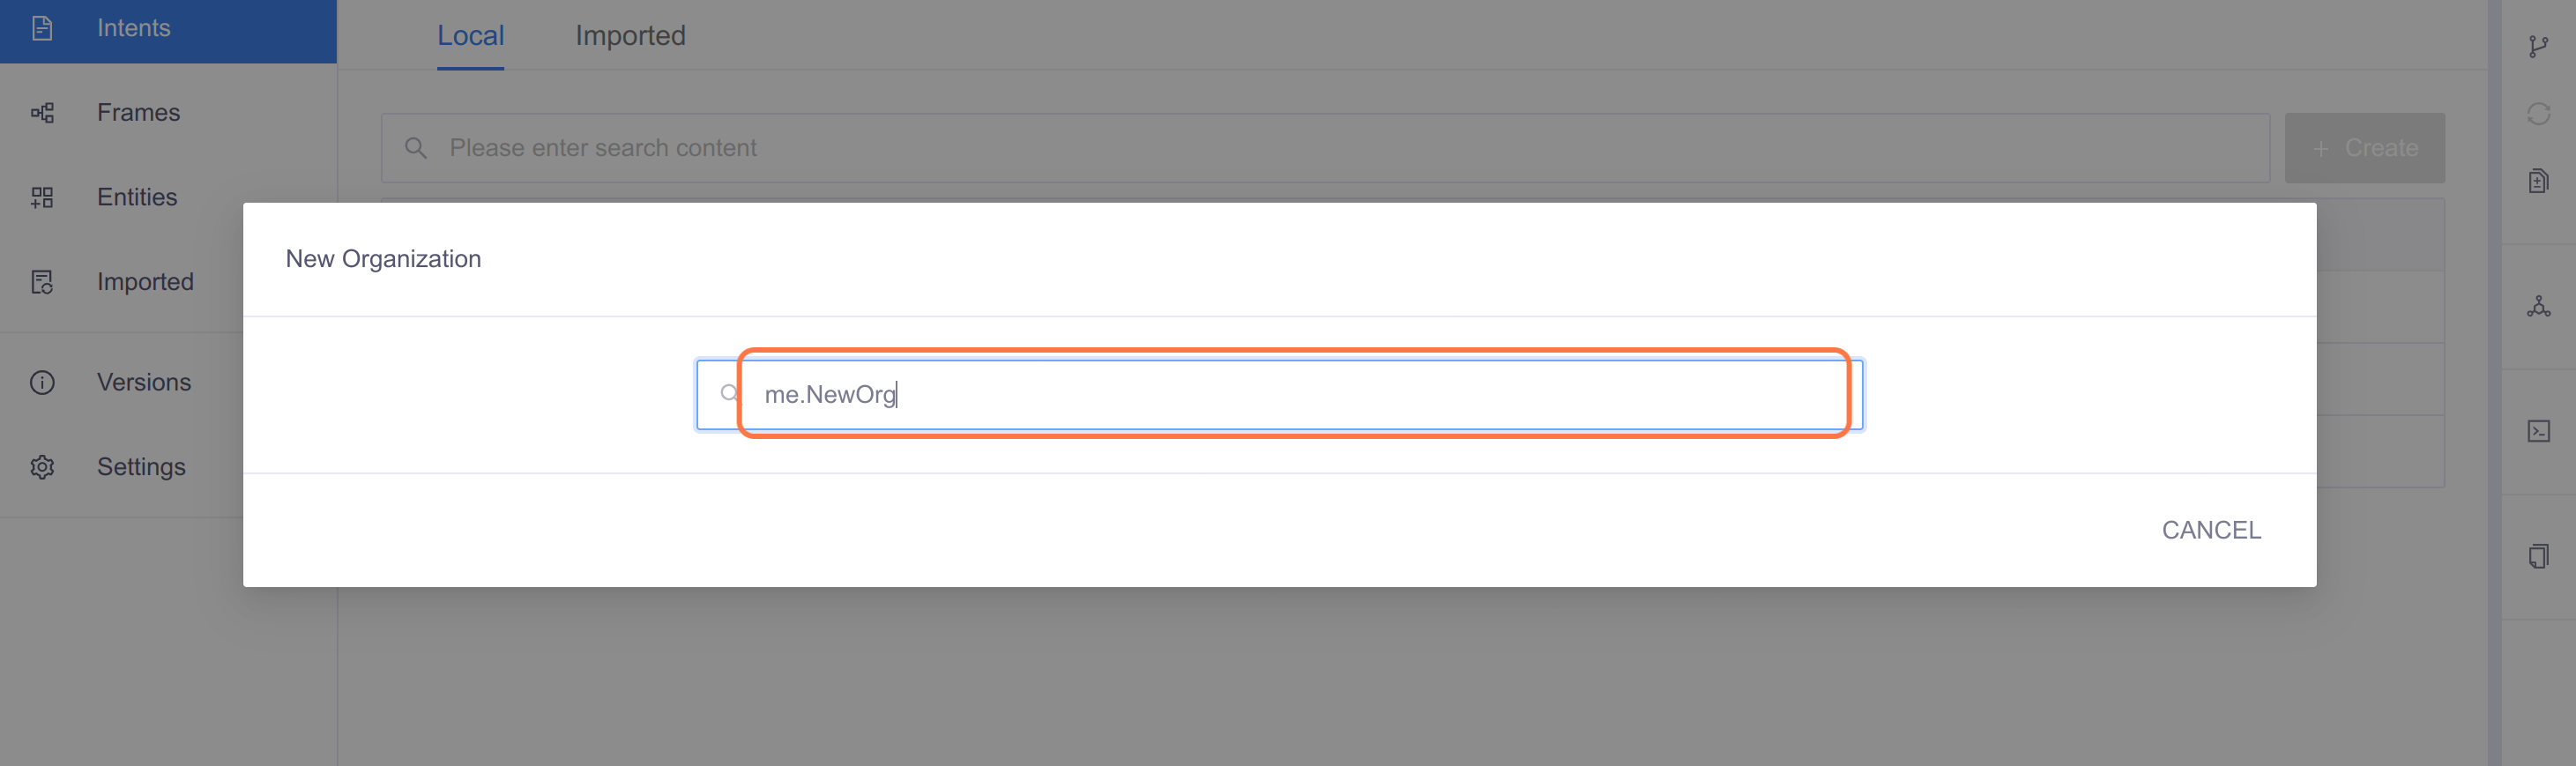 Intents
Frames
Entities
Imported
Versions
Settings
Local
Imported
Please enter search content
+ Create
New Organization
me.NewOrg
CANCEL